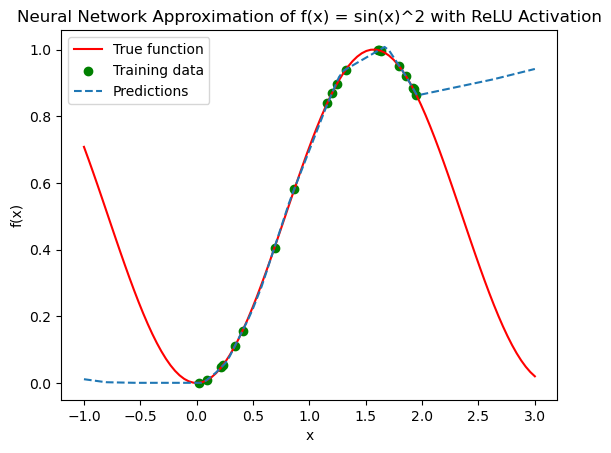 Neural Network Approximation of f(x) = sin(x)^2 with ReLU Activation
True function
Training data
Predictions
f(x)
1.0
0.8
0.6
0.4
0.2
0.0
−1.0 −0.5 0.0 0.5 1.0 1.5 2.0 2.5 3.0
x